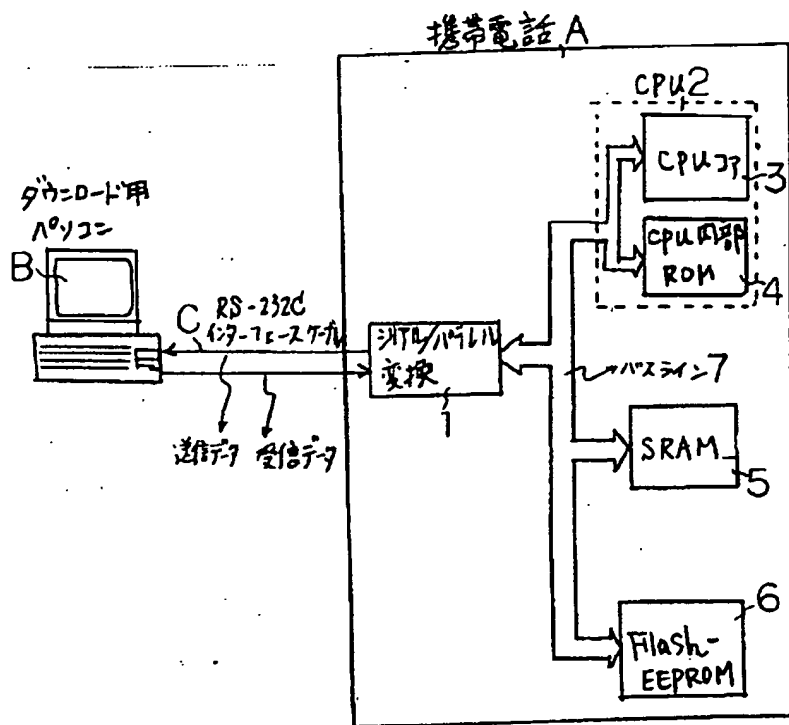 携帯電話 A
CPU2
CPUコア
3
CPU内部
ROM
4
ダウンロード用
パソコン
B
C
RS-232C
インターフェースケーブル
シリアル/パラレル
変換
1
バスライン7
送信データ
受信データ
SRAM
5
6
Flash-
EEPROM